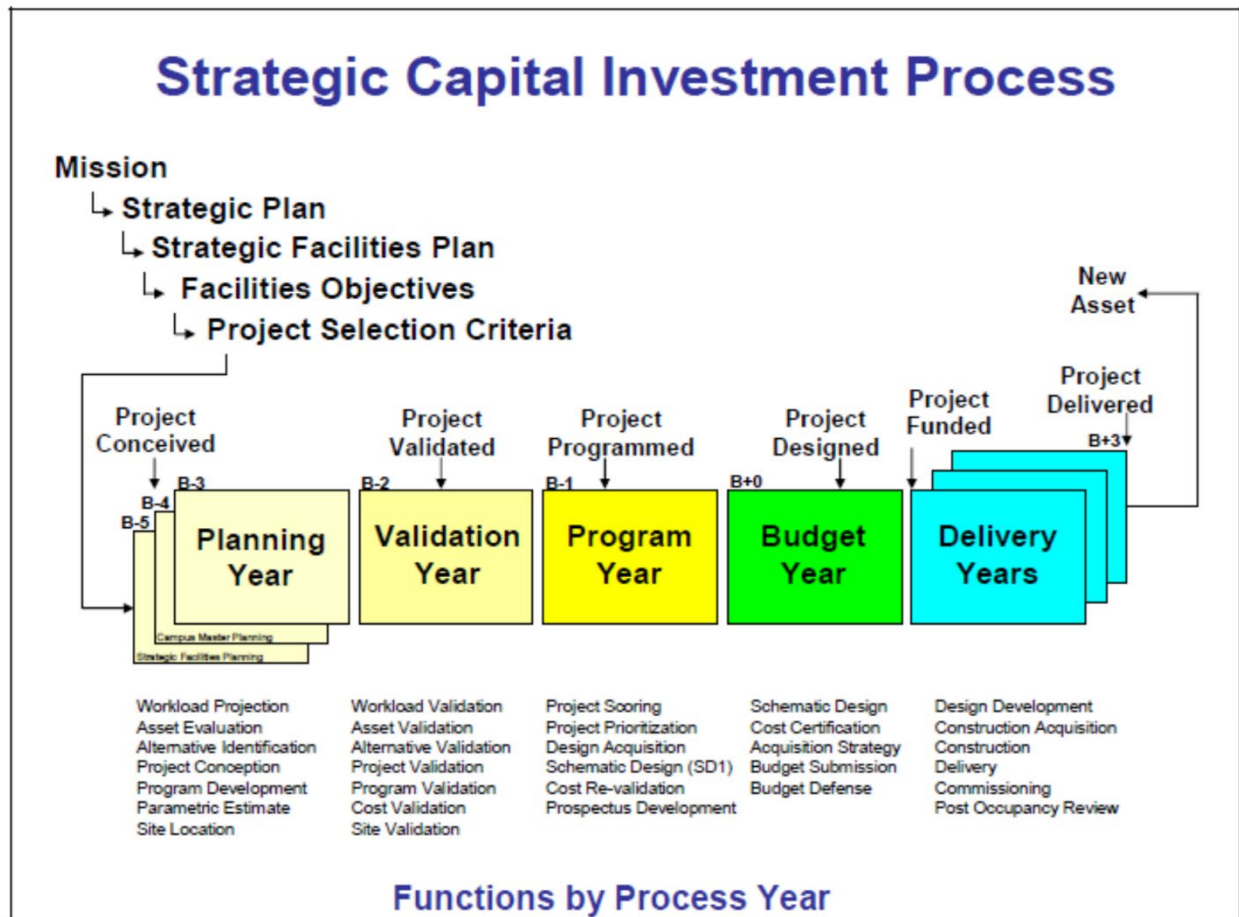 Strategic Capital Investment Process
Mission
Strategic Plan
Strategic Facilities Plan
Facilities Objectives
Project Selection Criteria
New
Asset
Project
Conceived
Project
Validated
Project
Programmed
Project
Designed
Project
Funded
Project
Delivered
B-5
B-4
B-3
B-2
B-1
B+0
B+3
Planning
Year
Campus Master Planning
Strategic Facilities Planning
Validation
Year
Program
Year
Budget
Year
Delivery
Years
Workload Projection
Asset Evaluation
Alternative Identification
Project Conception
Program Development
Parametric Estimate
Site Location
Workload Validation
Asset Validation
Alternative Validation
Project Validation
Program Validation
Cost Validation
Site Validation
Project Scoring
Project Prioritization
Design Acquisition
Schematic Design (SD1)
Cost Re-validation
Prospectus Development
Schematic Design
Cost Certification
Acquisition Strategy
Budget Submission
Budget Defense
Design Development
Construction Acquisition
Construction
Delivery
Commissioning
Post Occupancy Review
Functions by Process Year